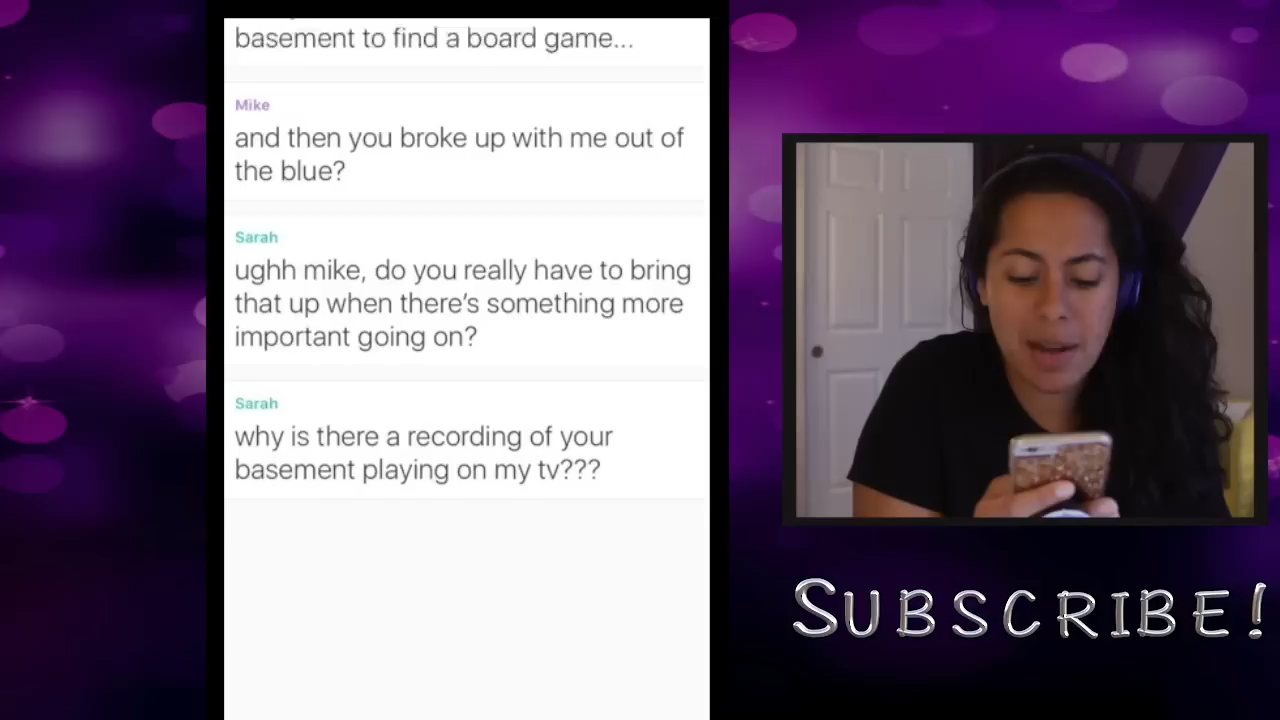 basement to find a board game...
Mike
and then you broke up with me out of
the blue?
Sarah
ughh mike, do you really have to bring
that up when there's something more
important going on?
Sarah
why is there a recording of your
basement playing on my tv???
SUBSCRIBE!